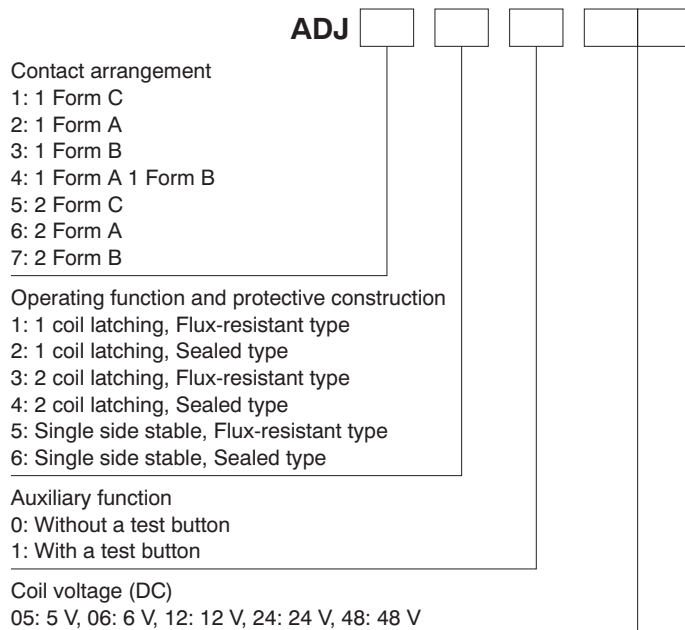 ADJ
Contact arrangement
1: 1 Form C
2: 1 Form A
3: 1 Form B
4: 1 Form A 1 Form B
5: 2 Form C
6: 2 Form A
7: 2 Form B
Operating function and protective construction
1: 1 coil latching, Flux-resistant type
2: 1 coil latching, Sealed type
3: 2 coil latching, Flux-resistant type
4: 2 coil latching, Sealed type
5: Single side stable, Flux-resistant type
6: Single side stable, Sealed type
Auxiliary function
0: Without a test button
1: With a test button
Coil voltage (DC)
05: 5 V, 06: 6 V, 12: 12 V, 24: 24 V, 48: 48 V